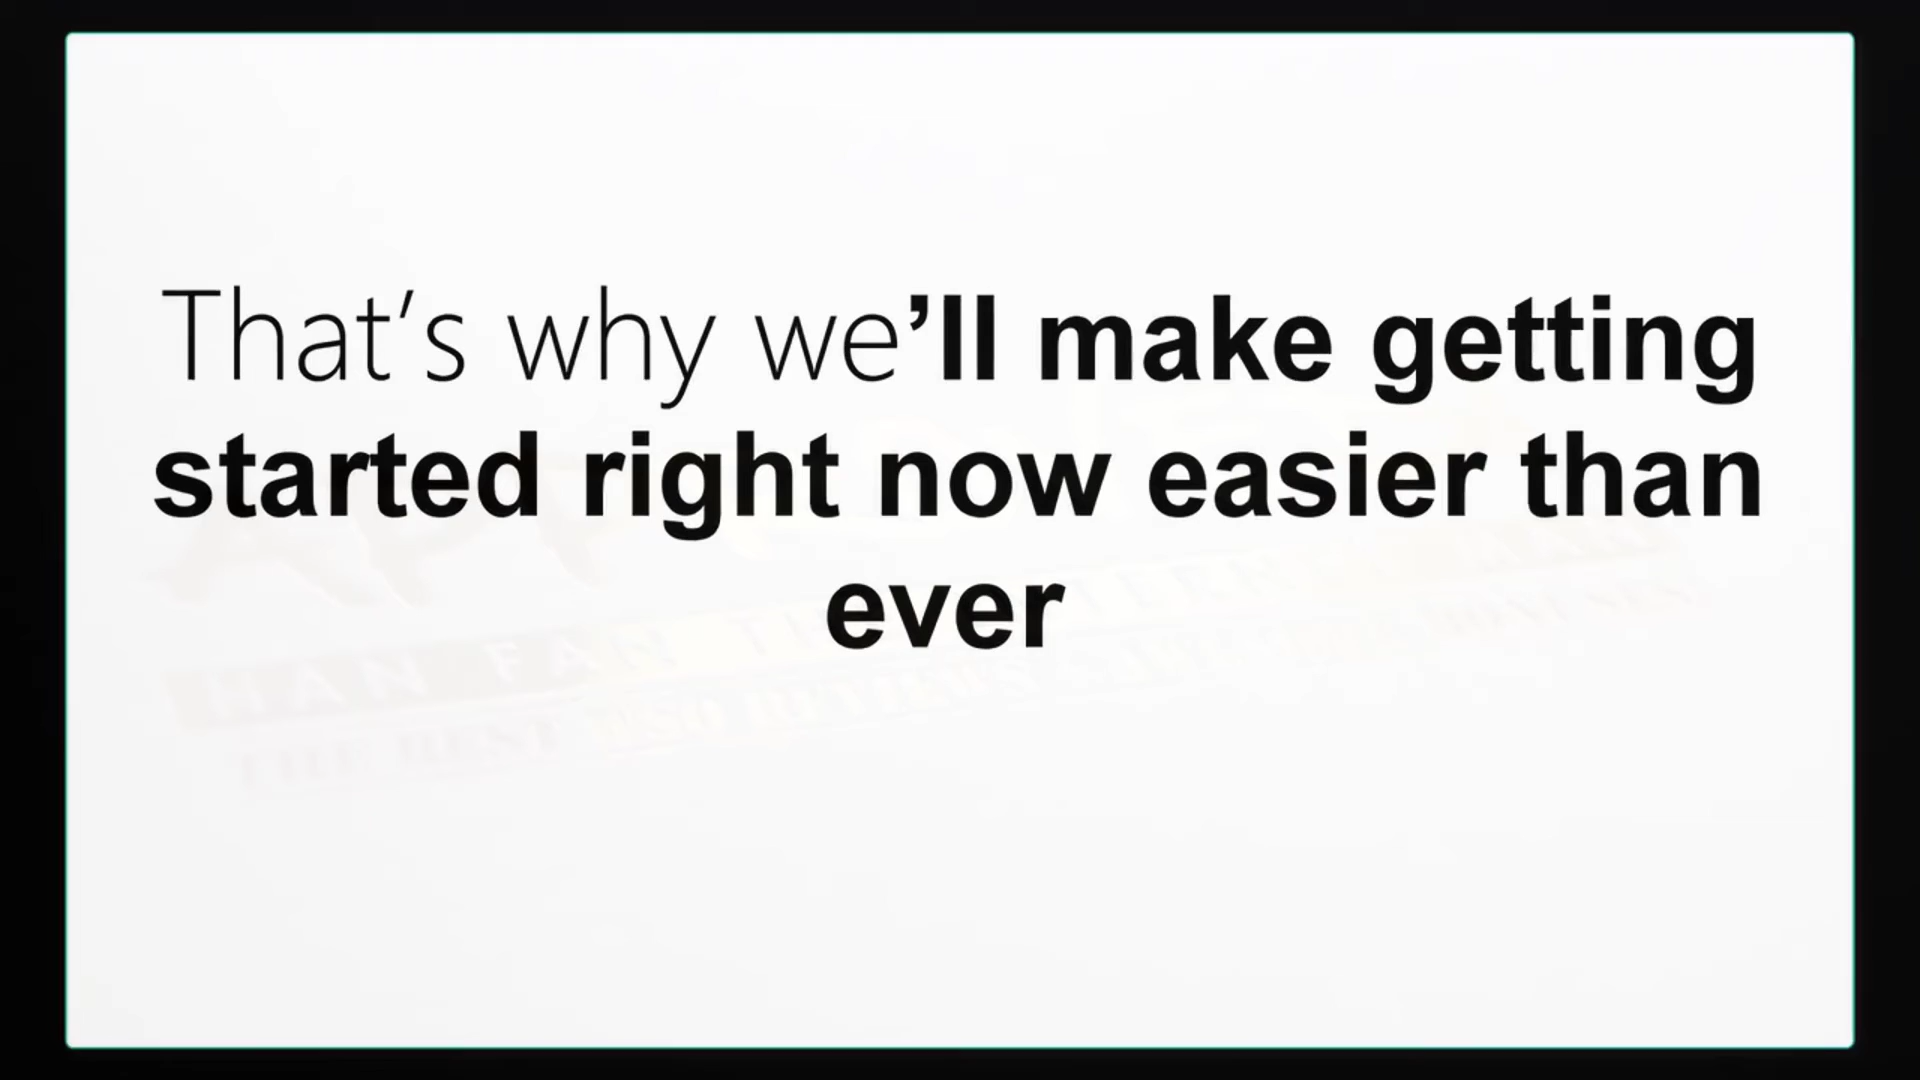 That’s why we’ll make getting
started right now easier than
ever